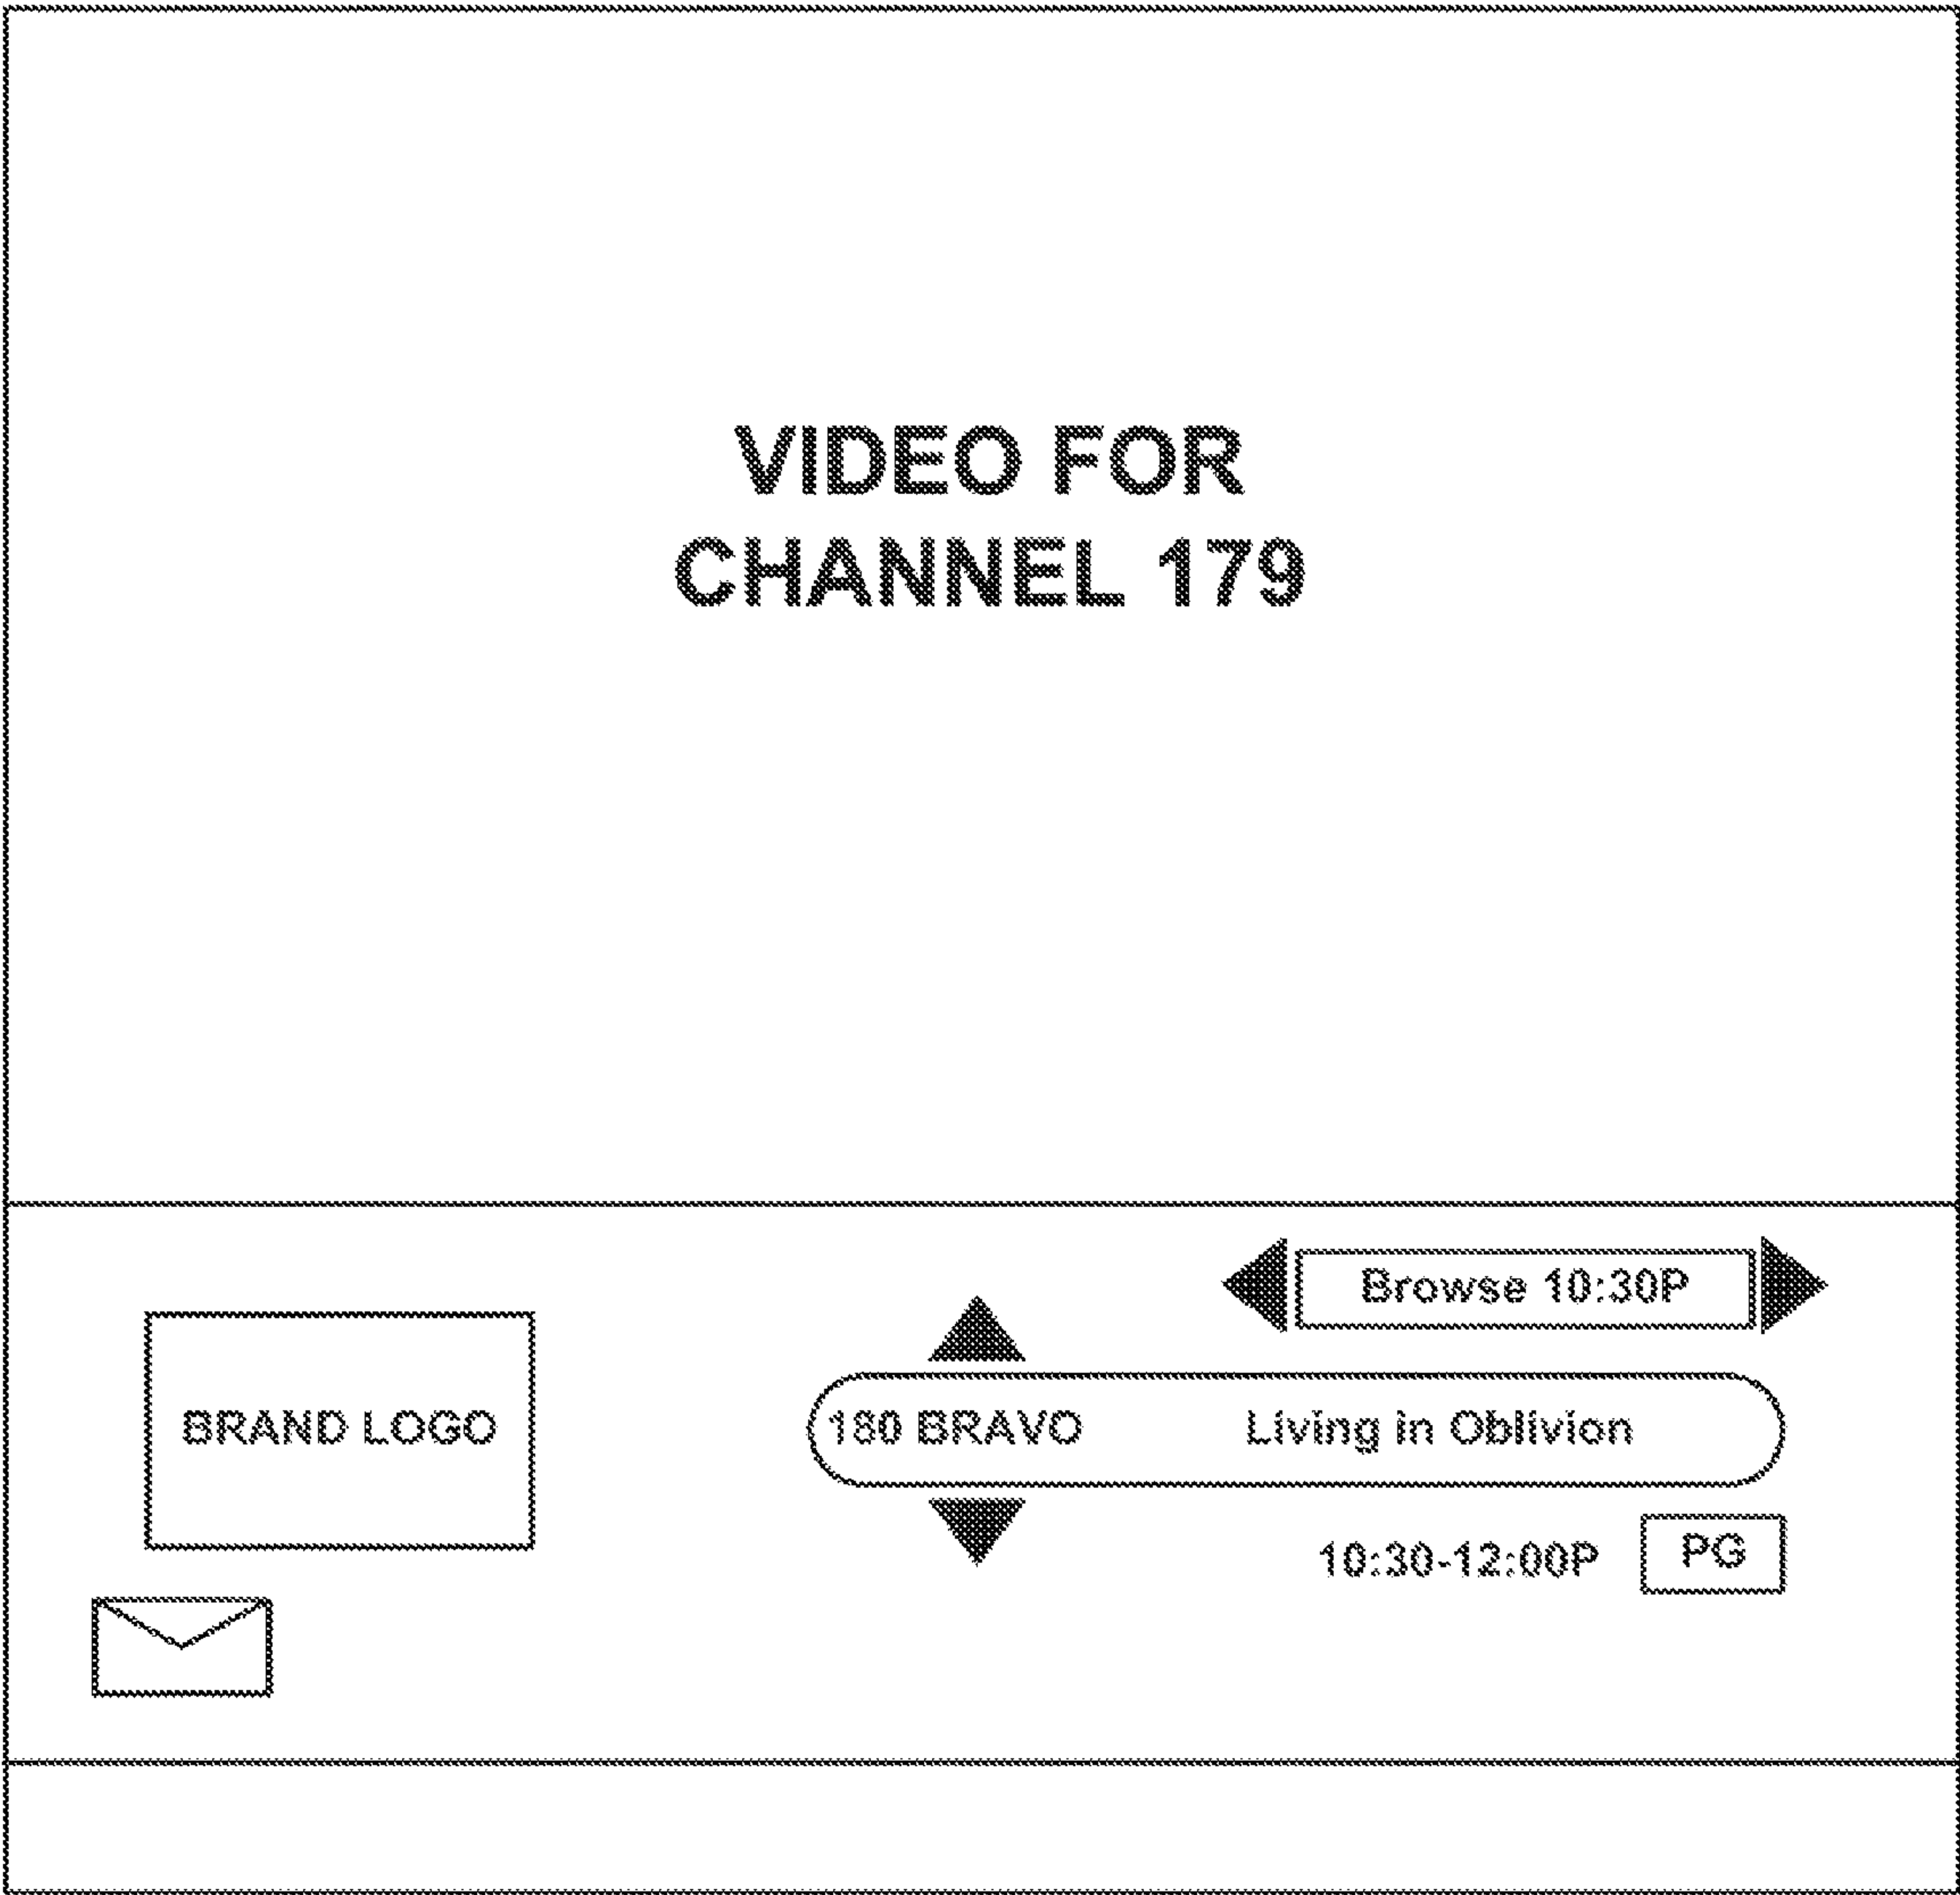 VIDEO FOR
CHANNEL 179
Browse 10:30P
BRAND LOGO
180 BRAVO Living in Oblivion
10:30-12:00P PG